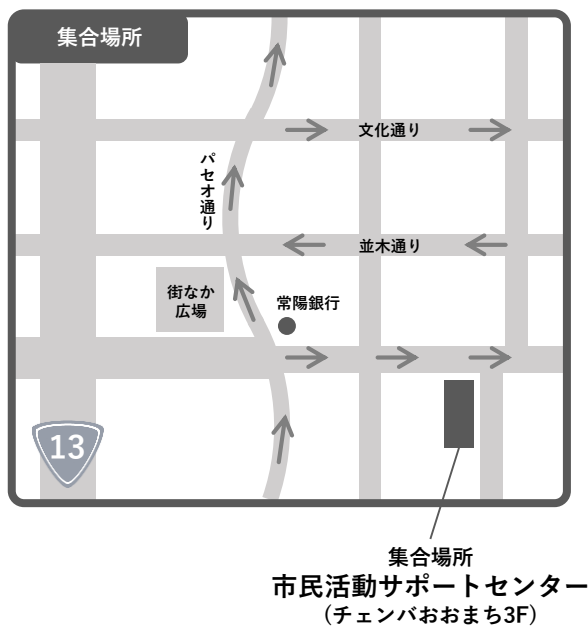 集合場所
文化通り
パセオ通り
並木通り
街なか
広場
常陽銀行
13
集合場所
市民活動サポートセンター
(チェンバおおまち3F)